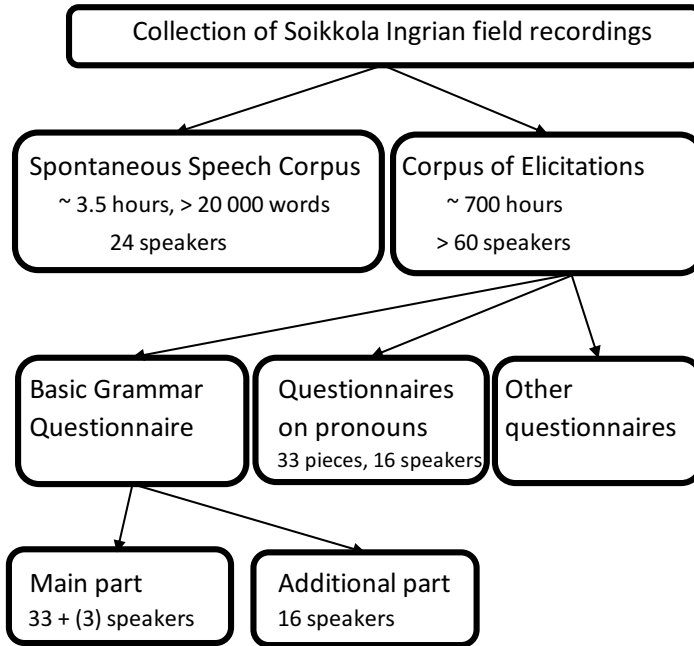 Collection of Soikkola Ingrian field recordings
Spontaneous Speech Corpus
~ 3.5 hours, > 20 000 words
24 speakers
Corpus of Elicitations
~ 700 hours
> 60 speakers
Basic Grammar
Questionnaire
Questionnaires
on pronouns
33 pieces, 16 speakers
Other
questionnaires
Main part
33 + (3) speakers
Additional part
16 speakers